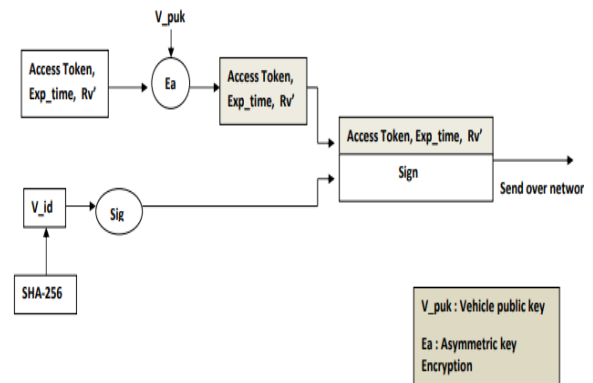 V_puk
Access Token,
Exp_time, Rv'
Ea
Access Token,
Exp_time, Rv'
Access Token, Exp_time, Rv'
Sign
Send over networ
V_id
Sig
SHA-256
V_puk : Vehicle public key
Ea : Asymmetric key
Encryption